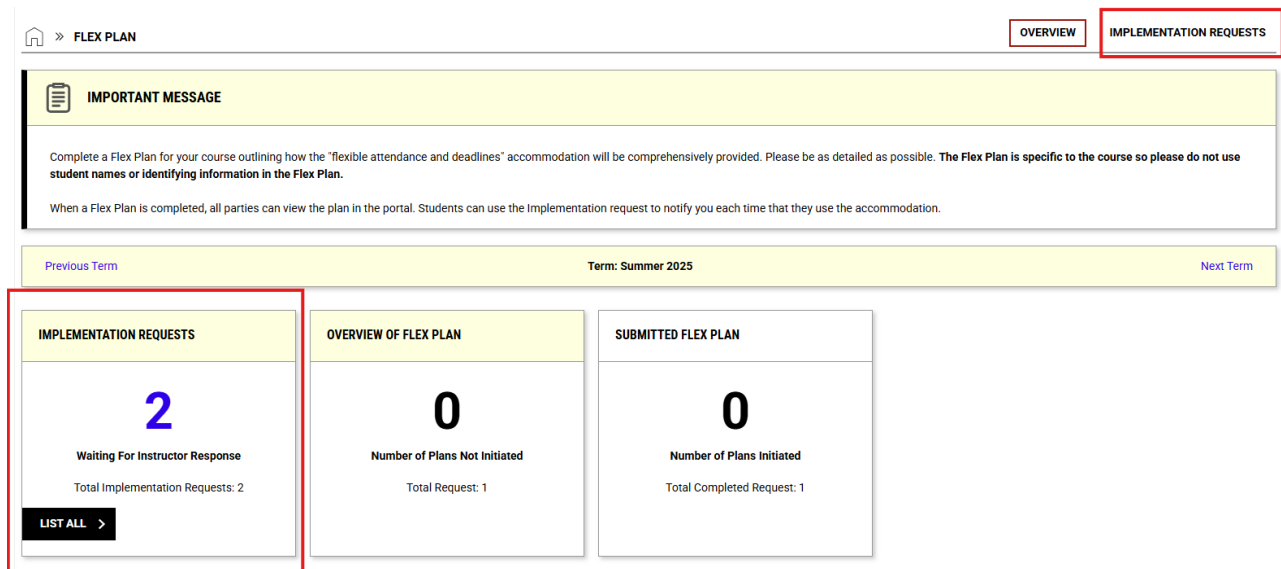 » FLEX PLAN
OVERVIEW
IMPLEMENTATION REQUESTS
IMPORTANT MESSAGE
Complete a Flex Plan for your course outlining how the "flexible attendance and deadlines" accommodation will be comprehensively provided. Please be as detailed as possible. The Flex Plan is specific to the course so please do not use
student names or identifying information in the Flex Plan.
When a Flex Plan is completed, all parties can view the plan in the portal. Students can use the Implementation request to notify you each time that they use the accommodation.
Previous Term
Term: Summer 2025
Next Term
IMPLEMENTATION REQUESTS
2
Waiting For Instructor Response
Total Implementation Requests: 2
LIST ALL >
OVERVIEW OF FLEX PLAN
0
Number of Plans Not Initiated
Total Request: 1
SUBMITTED FLEX PLAN
0
Number of Plans Initiated
Total Completed Request: 1